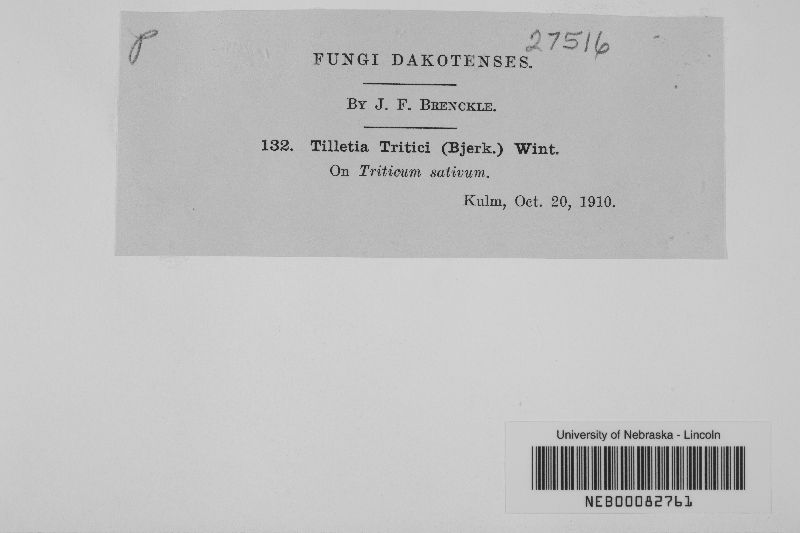 P
27516
FUNGI DAKOTENSES.
BY J. F. BRENCKLE.
132. Tilletia Tritici (Bjerk.) Wint.
On Triticum sativum.
Kulm, Oct. 20, 1910.
University of Nebraska - Lincoln
NEB00082761